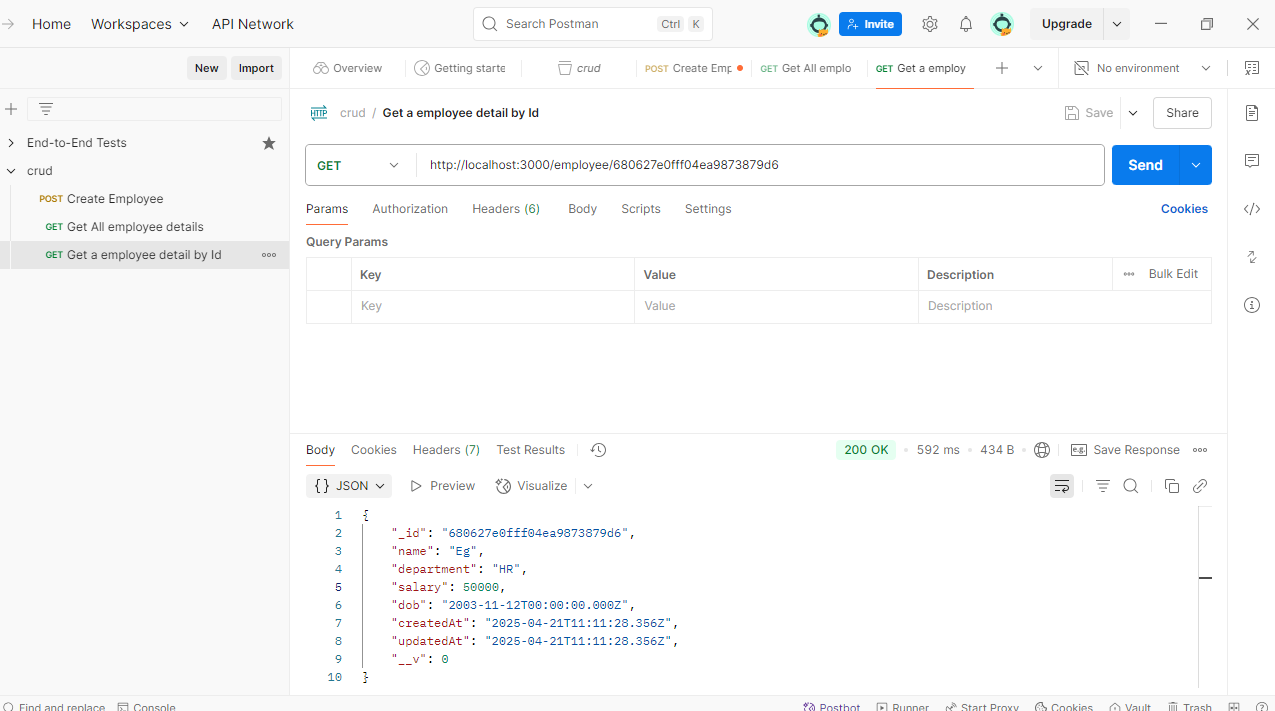 Home Workspaces API Network Search Postman Ctrl K Invite Upgrade
New Import Overview Getting starte crud POST Create Emp GET Get All emplo GET Get a employ No environment
HTTP crud / Get a employee detail by Id Save Share
End-to-End Tests
crud
POST Create Employee
GET Get All employee details
GET Get a employee detail by Id
GET http://localhost:3000/employee/680627e0fff04ea9873879d6 Send
Params Authorization Headers (6) Body Scripts Settings Cookies
Query Params
Key Value Description Bulk Edit
Key Value Description
Body Cookies Headers (7) Test Results 200 OK 592 ms 434 B e.g. Save Response
{} JSON Preview Visualize
1 {
2 "_id": "680627e0fff04ea9873879d6",
3 "name": "Eg",
4 "department": "HR",
5 "salary": 50000,
6 "dob": "2003-11-12T00:00:00.000Z",
7 "createdAt": "2025-04-21T11:11:28.356Z",
8 "updatedAt": "2025-04-21T11:11:28.356Z",
9 "__v": 0
10 }
Find and replace Console Postbot Runner Start Proxy Cookies Vault Trash